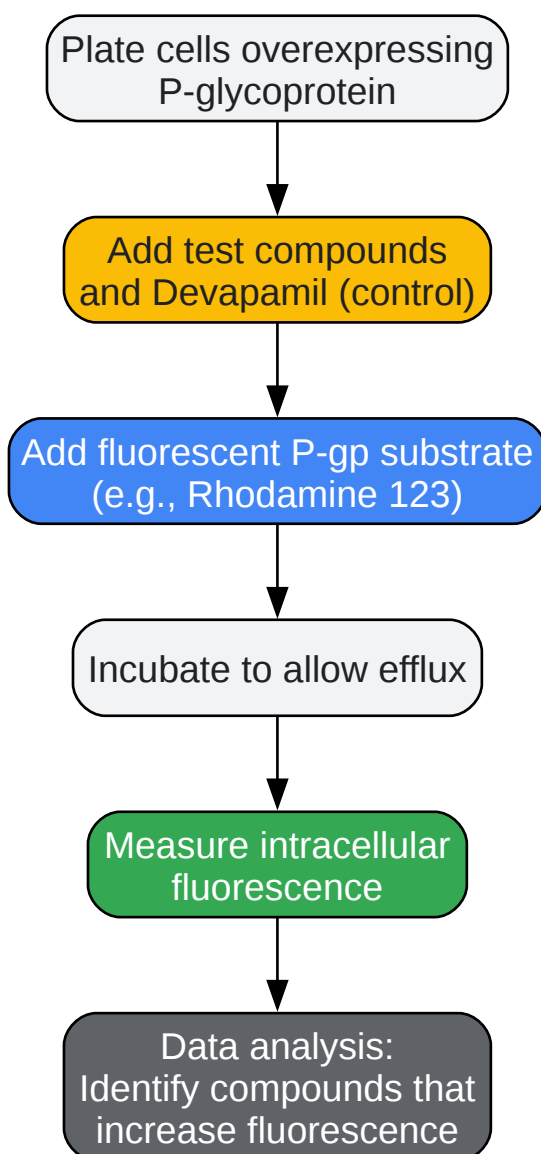 Plate cells overexpressing
P-glycoprotein
Add test compounds
and Devapamil (control)
Add fluorescent P-gp substrate
(e.g., Rhodamine 123)
Incubate to allow efflux
Measure intracellular
fluorescence
Data analysis:
Identify compounds that
increase fluorescence